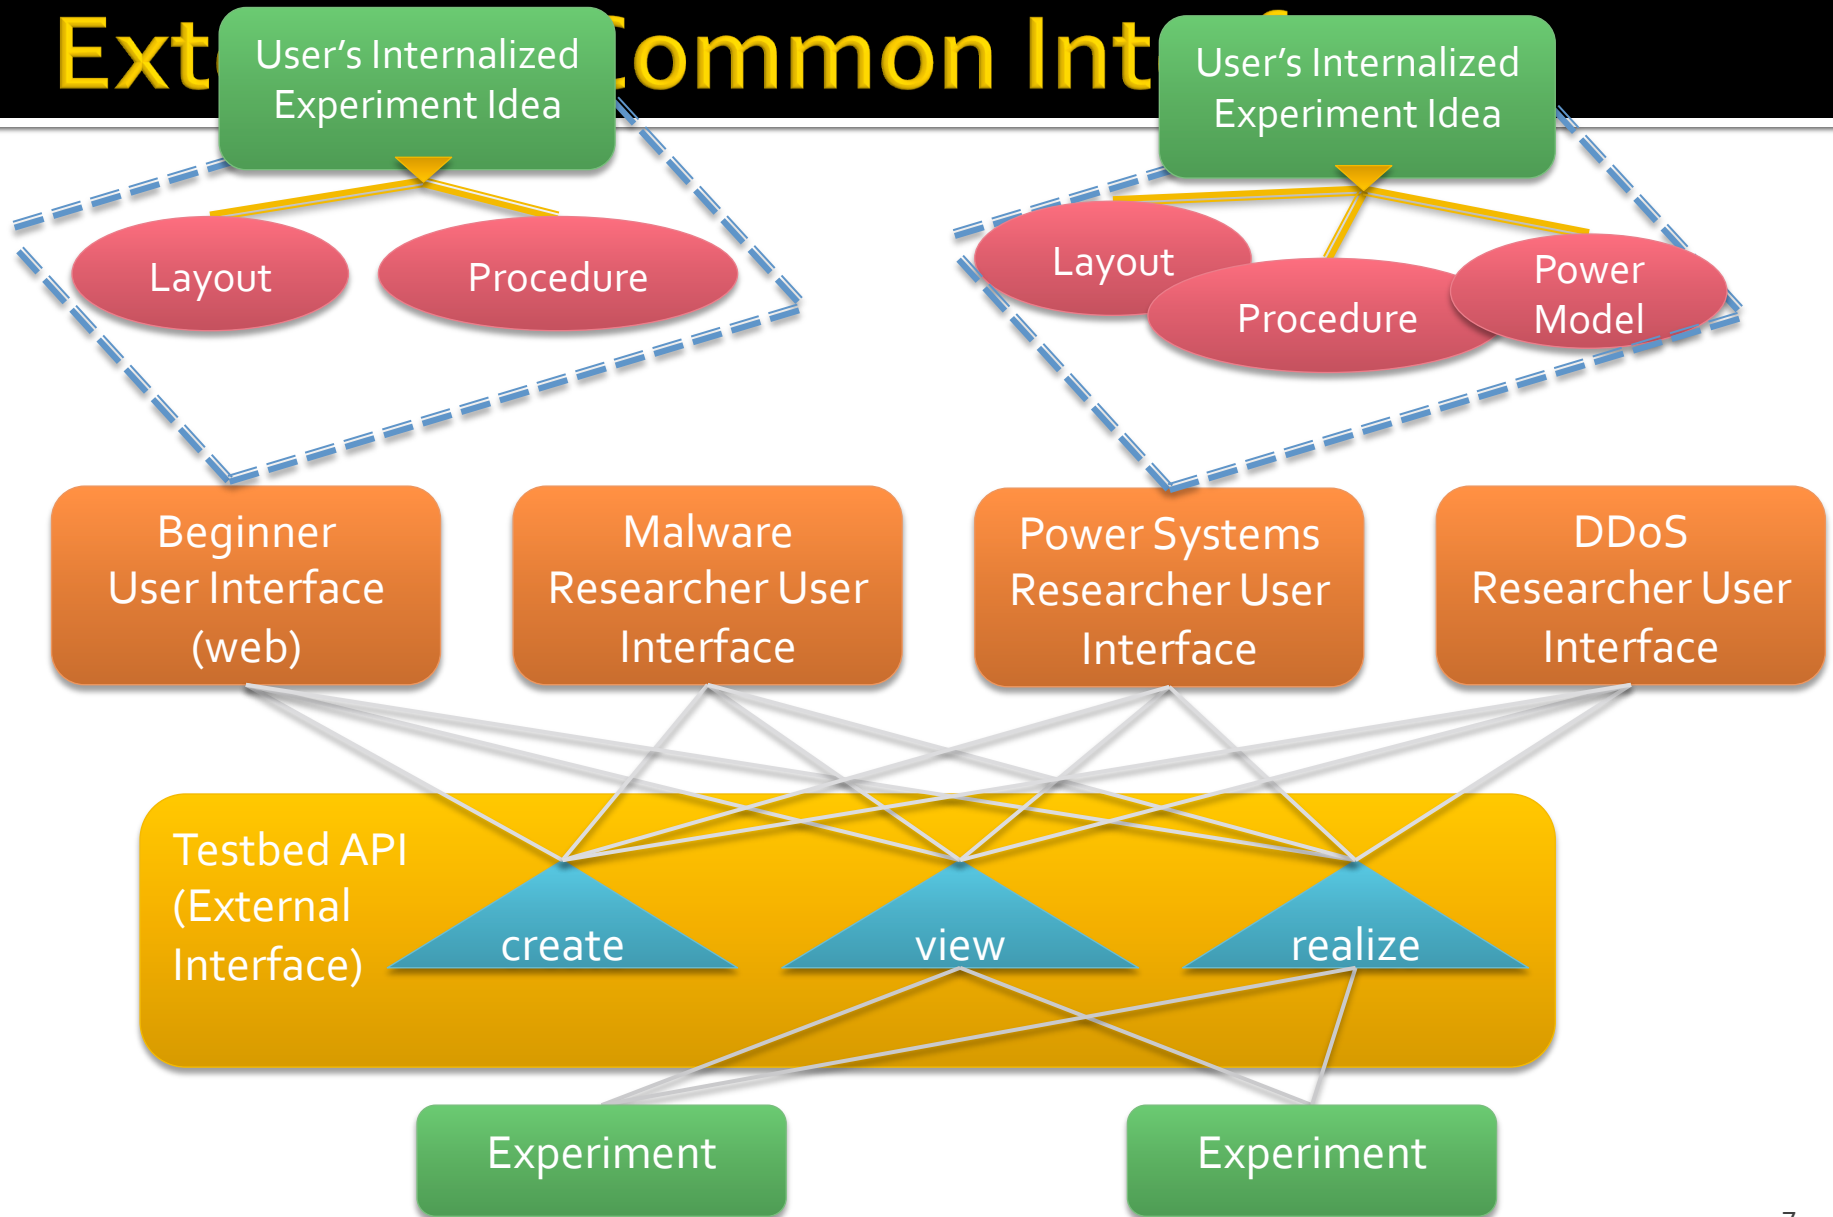 Common
User's Internalized
Experiment Idea
User's Internalized
Experiment Idea
Layout
Procedure
Layout
Procedure
Power
Model
Beginner
User Interface
(web)
Malware
Researcher User
Interface
Power Systems
Researcher User
Interface
DDoS
Researcher User
Interface
Testbed API
(External
Interface)
create
view
realize
Experiment
Experiment